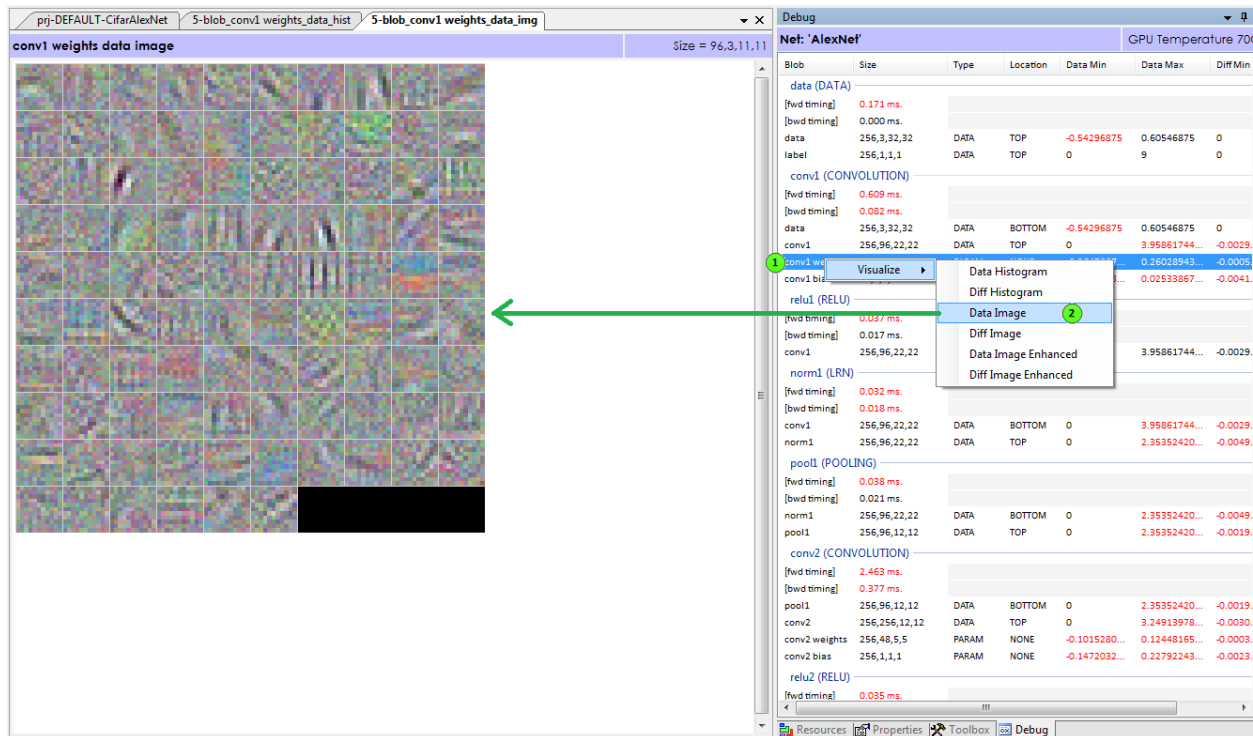 prj-DEFAULT-CifarAlexNet 5-blob_conv1 weights_data_hist 5-blob_conv1 weights_data_img
conv1 weights data image Size = 96,3,11,11
Debug
Net: 'AlexNet' GPU Temperature
Blob Size Type Location Data Min Data Max Diff Min
data (DATA)
[fwd timing] 0.171 ms.
[bwd timing] 0.000 ms.
data 256,3,32,32 DATA TOP -0.54296875 0.60546875 0
label 256,1,1,1 DATA TOP 0 9 0
conv1 (CONVOLUTION)
[fwd timing] 0.609 ms.
[bwd timing] 0.082 ms.
data 256,3,32,32 DATA BOTTOM -0.54296875 0.60546875 0
conv1 256,96,22,22 DATA TOP 0 3.95861744... -0.0029.
1 conv1 we 0.26028943... -0.0005.
conv1 bia 0.02533867... -0.0041.
Visualize
Data Histogram
Diff Histogram
Data Image 2
Diff Image
Data Image Enhanced
Diff Image Enhanced
relu1 (RELU)
[fwd timing] 0.037 ms.
[bwd timing] 0.017 ms.
conv1 256,96,22,22 3.95861744... -0.0029.
norm1 (LRN)
[fwd timing] 0.032 ms.
[bwd timing] 0.018 ms.
conv1 256,96,22,22 DATA BOTTOM 0 3.95861744... -0.0029.
norm1 256,96,22,22 DATA TOP 0 2.35352420... -0.0049.
pool1 (POOLING)
[fwd timing] 0.038 ms.
[bwd timing] 0.021 ms.
norm1 256,96,22,22 DATA BOTTOM 0 2.35352420... -0.0049.
pool1 256,96,12,12 DATA TOP 0 2.35352420... -0.0019.
conv2 (CONVOLUTION)
[fwd timing] 2.463 ms.
[bwd timing] 0.377 ms.
pool1 256,96,12,12 DATA BOTTOM 0 2.35352420... -0.0019.
conv2 256,256,12,12 DATA TOP 0 3.24913978... -0.0030.
conv2 weights 256,48,5,5 PARAM NONE -0.1015280... 0.12448165... -0.0003.
conv2 bias 256,1,1,1 PARAM NONE -0.1472032... 0.22792243... -0.0023.
relu2 (RELU)
[fwd timing] 0.035 ms.
Resources Properties Toolbox Debug